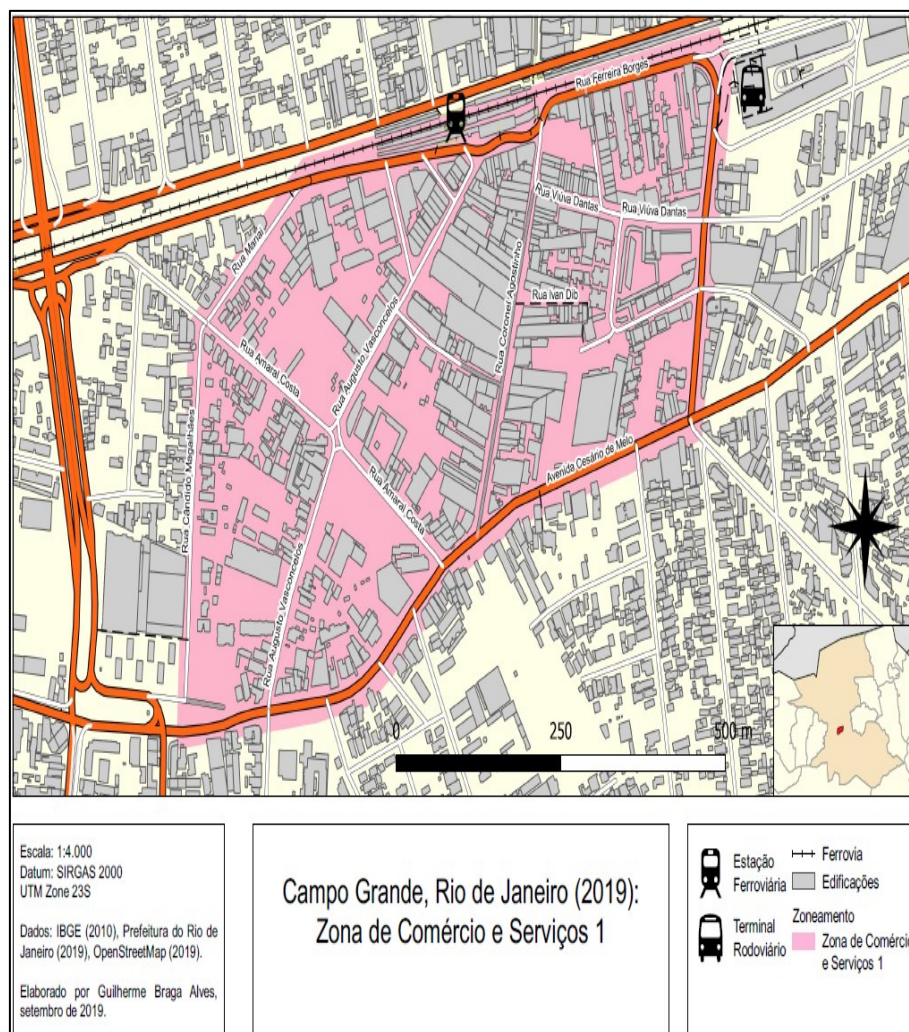 Rua Ferreira Borges
Rua Viúva Dantas
Rua Viúva Dantas
Rua Manaí
Rua Ivan Dib
Rua Coronel Agostinho
Rua Augusto Vasconcelos
Rua Amaral Costa
Rua Cândido Magalhães
Rua Amaral Costa
Avenida Cesário de Melo
Rua Augusto Vasconcelos
0 250 500 m
Escala: 1:4.000
Datum: SIRGAS 2000
UTM Zone 23S
Dados: IBGE (2010), Prefeitura do Rio de
Janeiro (2019), OpenStreetMap (2019).
Elaborado por Guilherme Braga Alves,
setembro de 2019.
Campo Grande, Rio de Janeiro (2019):
Zona de Comércio e Serviços 1
Estação
Ferroviária
Terminal
Rodoviário
Ferrovia
Edificações
Zoneamento
Zona de Comércio
e Serviços 1